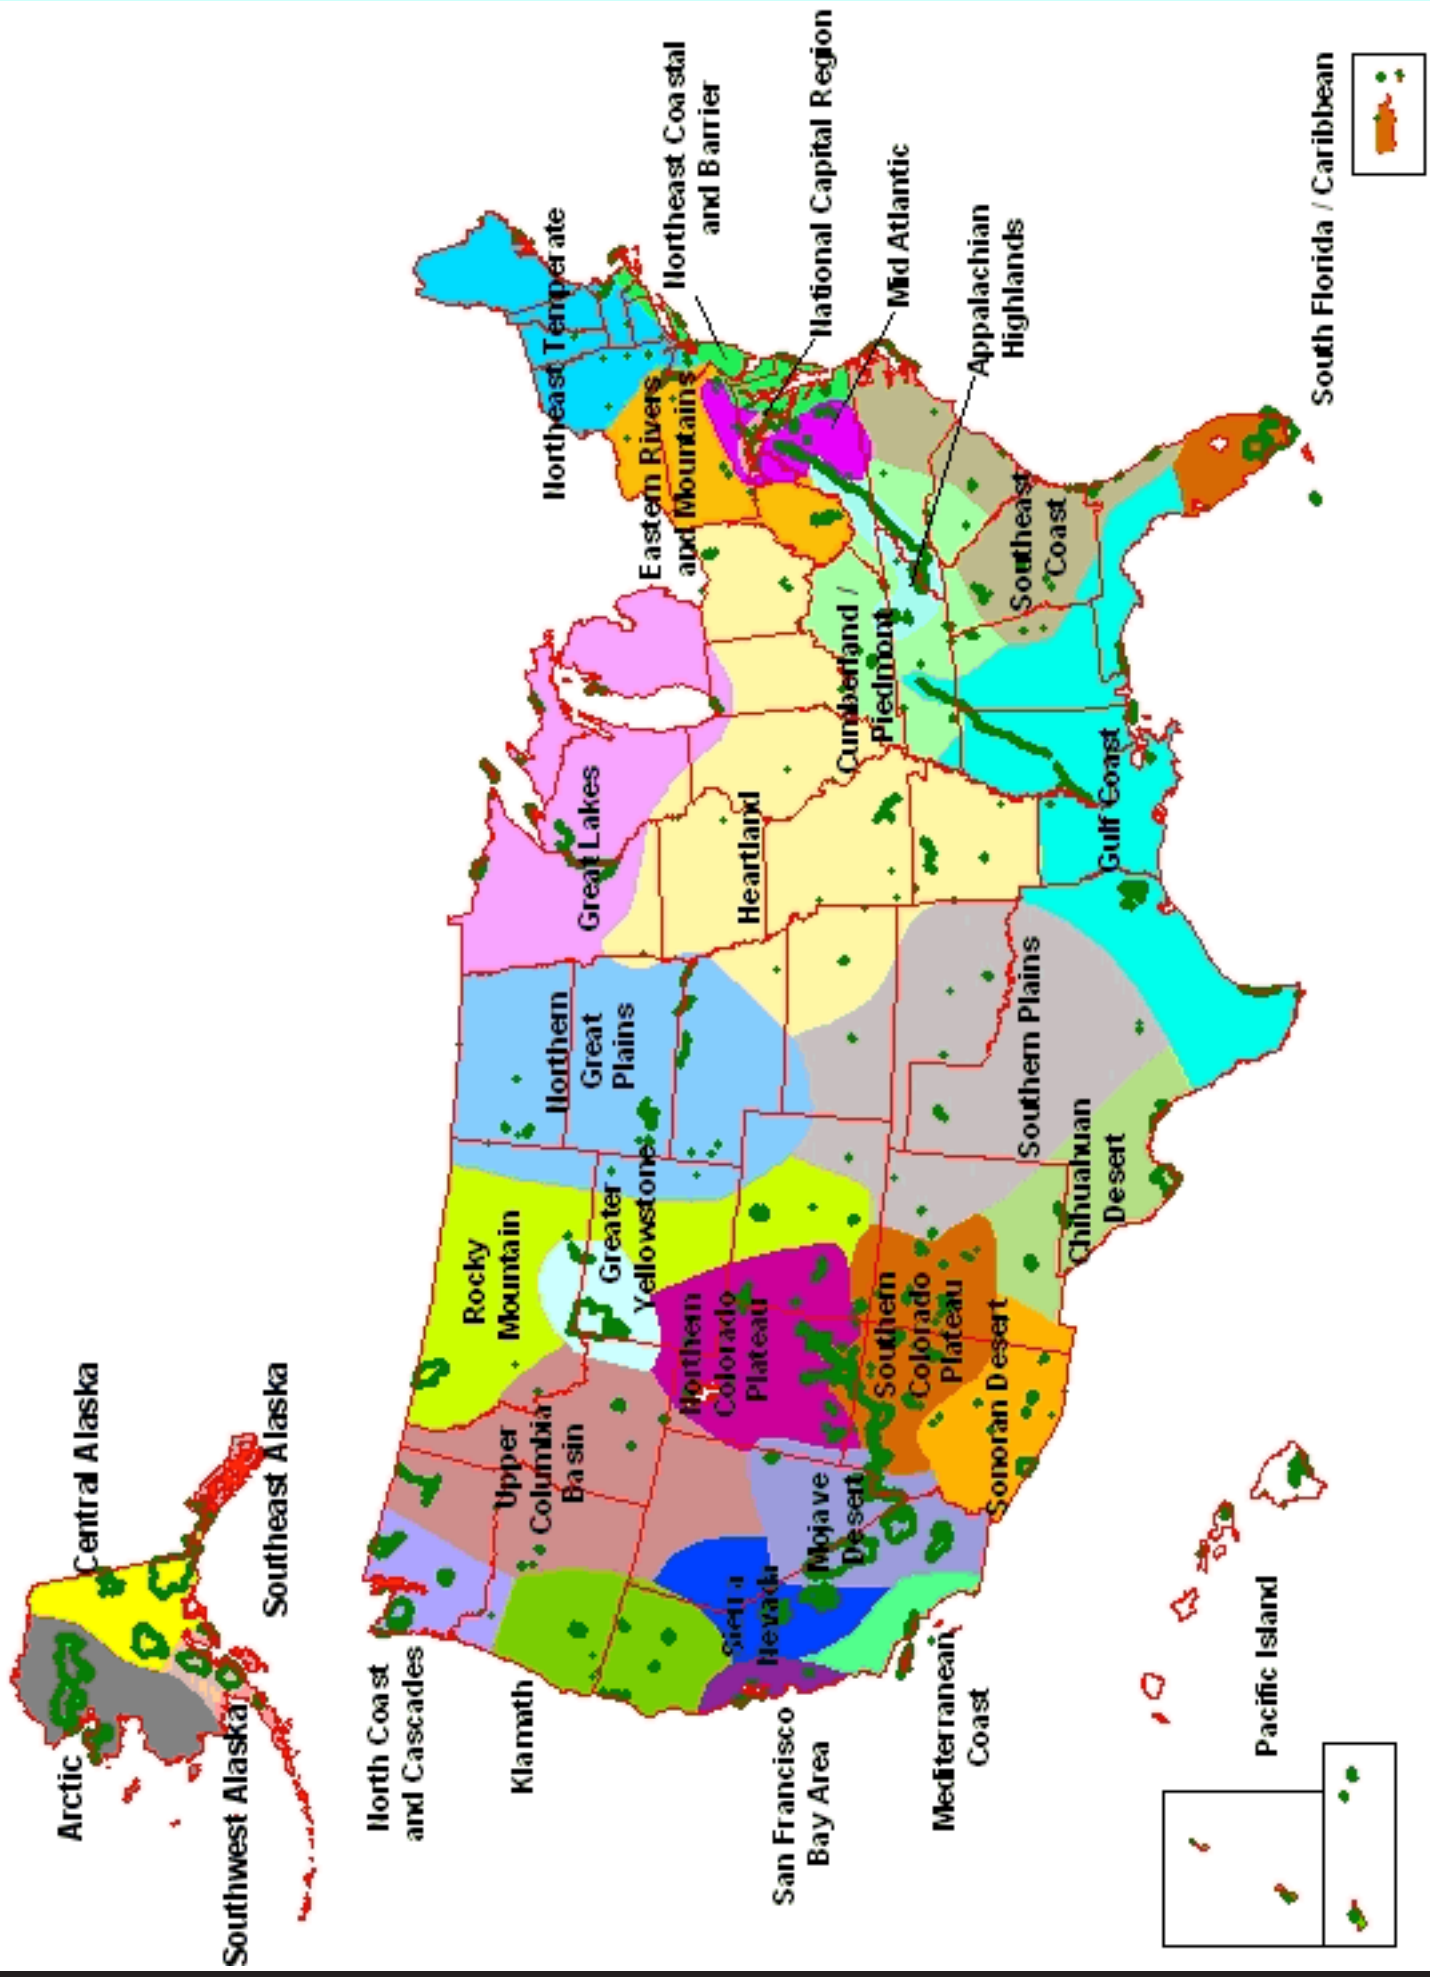 Arctic
Central Alaska
Southwest Alaska
Southeast Alaska
North Coast
and Cascades
Klamath
San Francisco
Bay Area
Mediterranean
Coast
Pacific Island
Upper
Columbia
Basin
Rocky
Mountain
Greater
Yellowstone
Northern
Great
Plains
Great Lakes
Northeast Temperate
Eastern Rivers
and Mountains
Northeast Coastal
and Barrier
National Capital Region
Mid Atlantic
Appalachian
Highlands
Sierra
Nevada
Mojave
Desert
Northern
Colorado
Plateau
Southern
Colorado
Plateau
Sonoran Desert
Chihuahuan
Desert
Southern Plains
Heartland
Cumberland /
Piedmont
Gulf Coast
Southeast
Coast
South Florida / Caribbean